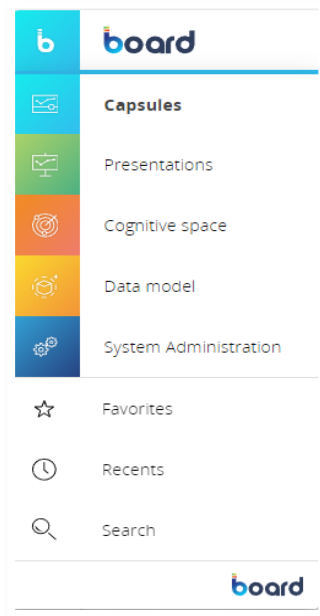 b board
Capsules
Presentations
Cognitive space
Data model
System Administration
Favorites
Recents
Search
board